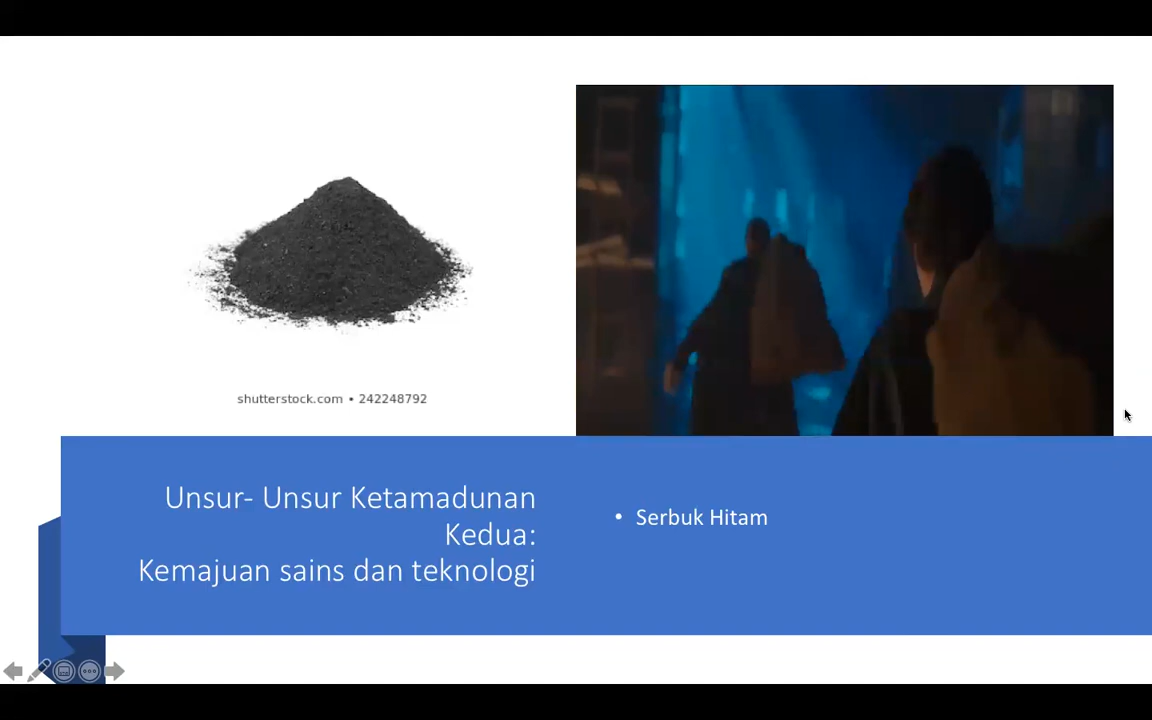 shutterstock.com • 242248792
Unsur- Unsur Ketamadunan
Kedua:
Kemajuan sains dan teknologi
• Serbuk Hitam